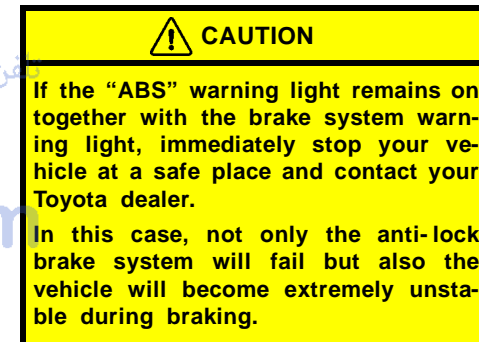 CAUTION
If the “ABS” warning light remains on
together with the brake system warn-
ing light, immediately stop your ve-
hicle at a safe place and contact your
Toyota dealer.
In this case, not only the anti-lock
brake system will fail but also the
vehicle will become extremely unsta-
ble during braking.